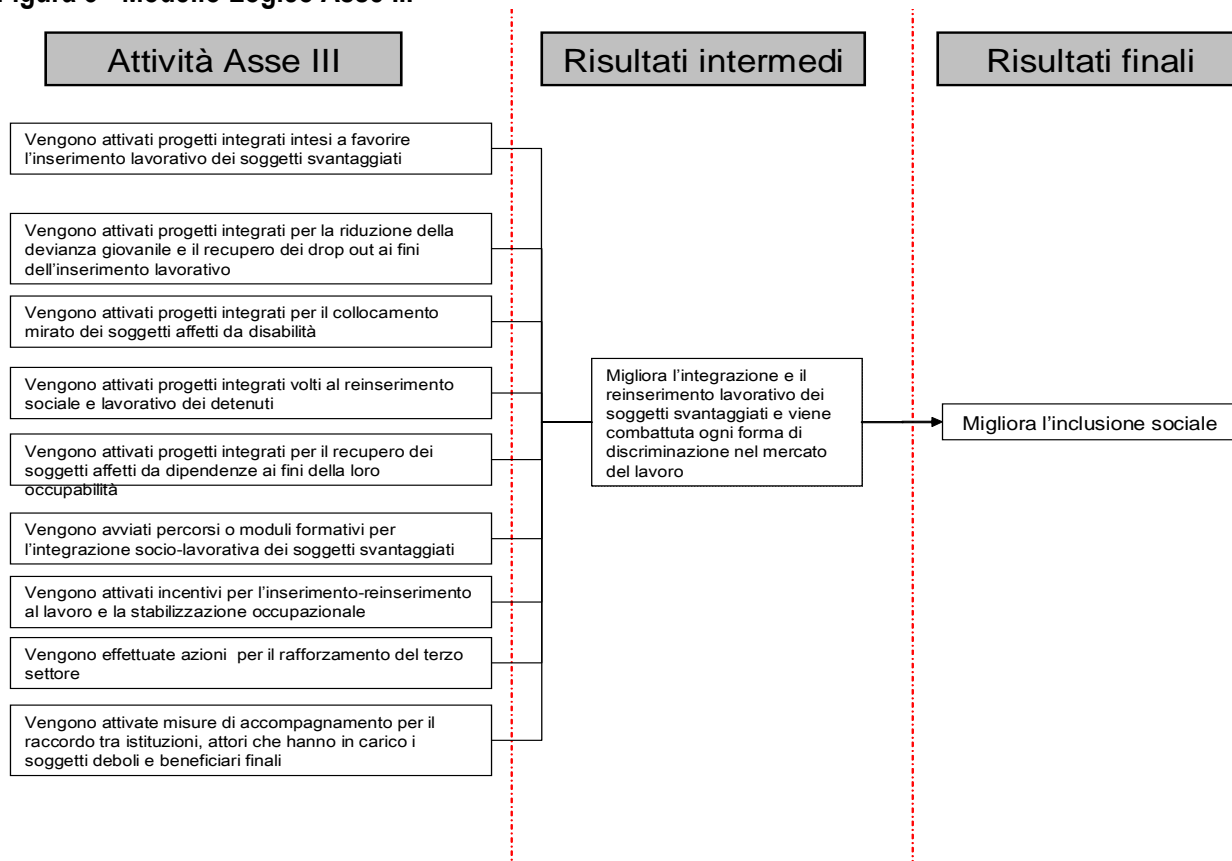 Figura 3 - Modello Logico Asse III
Attività Asse III
Risultati intermedi
Risultati finali
Vengono attivati progetti integrati intesi a favorire
l’inserimento lavorativo dei soggetti svantaggiati
Vengono attivati progetti integrati per la riduzione della
devianza giovanile e il recupero dei drop out ai fini
dell’inserimento lavorativo
Vengono attivati progetti integrati per il collocamento
mirato dei soggetti affetti da disabilità
Vengono attivati progetti integrati volti al reinserimento
sociale e lavorativo dei detenuti
Vengono attivati progetti integrati per il recupero dei
soggetti affetti da dipendenze ai fini della loro
occupabilità
Vengono avviati percorsi o moduli formativi per
l’integrazione socio-lavorativa dei soggetti svantaggiati
Vengono attivati incentivi per l’inserimento-reinserimento
al lavoro e la stabilizzazione occupazionale
Vengono effettuate azioni per il rafforzamento del terzo
settore
Vengono attivate misure di accompagnamento per il
raccordo tra istituzioni, attori che hanno in carico i
soggetti deboli e beneficiari finali
Migliora l’integrazione e il
reinserimento lavorativo dei
soggetti svantaggiati e viene
combattuta ogni forma di
discriminazione nel mercato
del lavoro
Migliora l’inclusione sociale